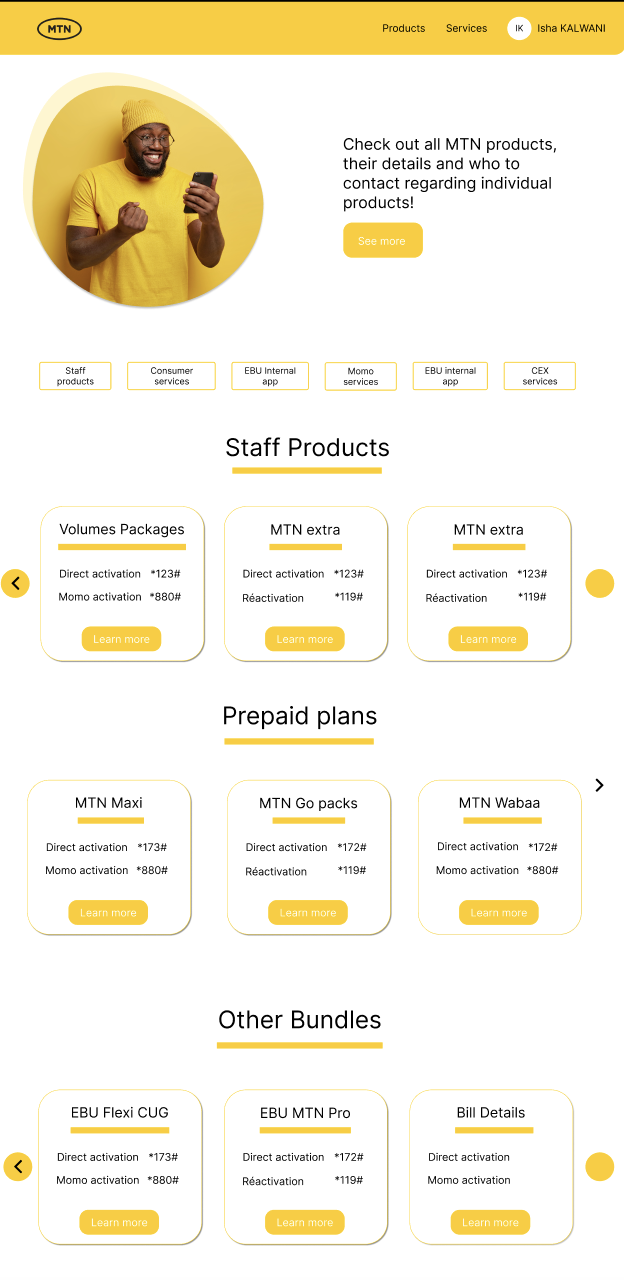 MTN
Products Services IK Isha KALWANI
Check out all MTN products,
their details and who to
contact regarding individual
products!
See more
Staff
products
Consumer
services
EBU Internal
app
Momo
services
EBU internal
app
CEX
services
Staff Products
Volumes Packages
Direct activation *123#
Momo activation *880#
Learn more
MTN extra
Direct activation *123#
Réactivation *119#
Learn more
MTN extra
Direct activation *123#
Réactivation *119#
Learn more
Prepaid plans
MTN Maxi
Direct activation *173#
Momo activation *880#
Learn more
MTN Go packs
Direct activation *172#
Réactivation *119#
Learn more
MTN Wabaa
Direct activation *172#
Momo activation *880#
Learn more
Other Bundles
EBU Flexi CUG
Direct activation *173#
Momo activation *880#
Learn more
EBU MTN Pro
Direct activation *172#
Réactivation *119#
Learn more
Bill Details
Direct activation
Momo activation
Learn more